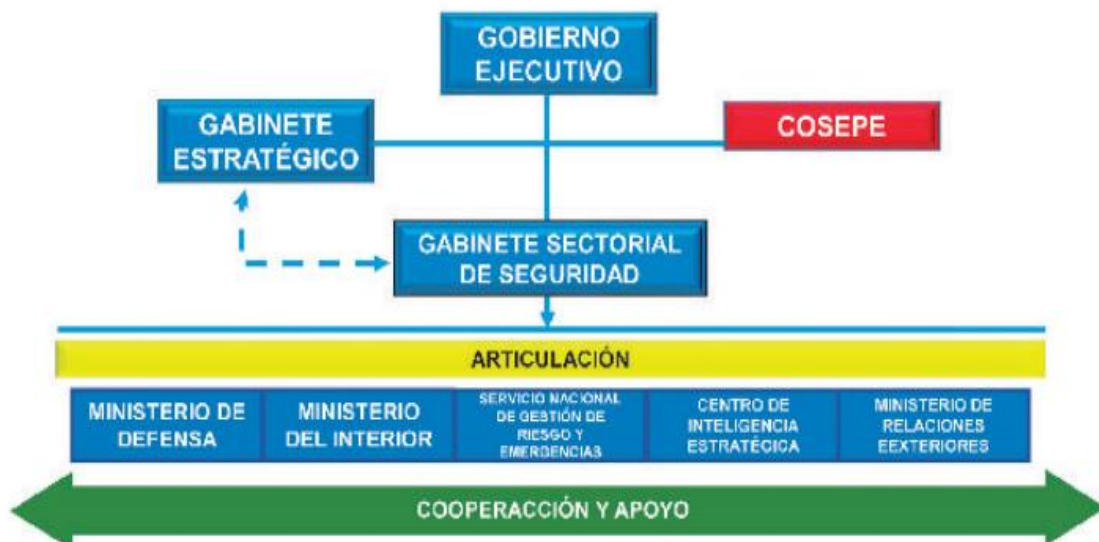 GOBIERNO
EJECUTIVO
GABINETE
ESTRATÉGICO
COSEPE
GABINETE SECTORIAL
DE SEGURIDAD
ARTICULACIÓN
MINISTERIO DE
DEFENSA
MINISTERIO
DEL INTERIOR
SERVICIO NACIONAL
DE GESTIÓN DE
RIESGO Y
EMERGENCIAS
CENTRO DE
INTELIGENCIA
ESTRATÉGICA
MINISTERIO DE
RELACIONES
EEXTERIORES
COOPERACCIÓN Y APOYO